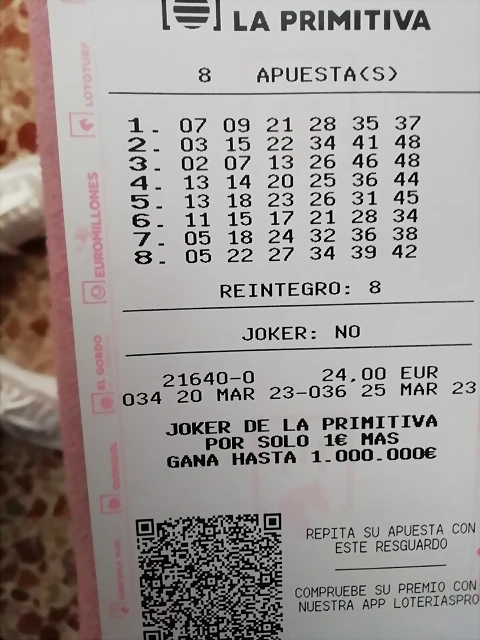 LA PRIMITIVA
8 APUESTA(S)
1. 07 09 21 28 35 37
2. 03 15 22 34 41 48
3. 02 07 13 26 46 48
4. 13 14 20 25 36 44
5. 13 18 23 26 31 45
6. 11 15 17 21 28 34
7. 05 18 24 32 36 38
8. 05 22 27 34 39 42
REINTEGRO: 8
JOKER: NO
21640-0 24,00 EUR
034 20 MAR 23-036 25 MAR 23
JOKER DE LA PRIMITIVA
POR SOLO 1€ MAS
GANA HASTA 1.000.000€
REPITA SU APUESTA CON
ESTE RESGUARDO
COMPRUEBE SU PREMIO CON
NUESTRA APP LOTERIASPRO
LOTOTURF
EUROMILLONES
EL GORDO